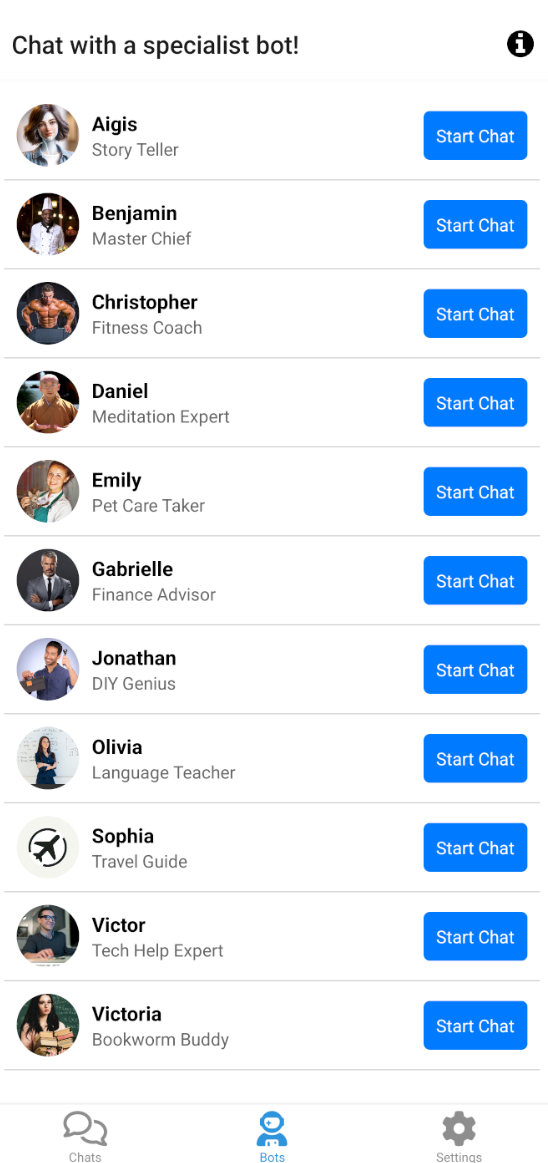 Chat with a specialist bot!
Aigis
Story Teller
Start Chat
Benjamin
Master Chief
Start Chat
Christopher
Fitness Coach
Start Chat
Daniel
Meditation Expert
Start Chat
Emily
Pet Care Taker
Start Chat
Gabrielle
Finance Advisor
Start Chat
Jonathan
DIY Genius
Start Chat
Olivia
Language Teacher
Start Chat
Sophia
Travel Guide
Start Chat
Victor
Tech Help Expert
Start Chat
Victoria
Bookworm Buddy
Start Chat
Chats
Bots
Settings